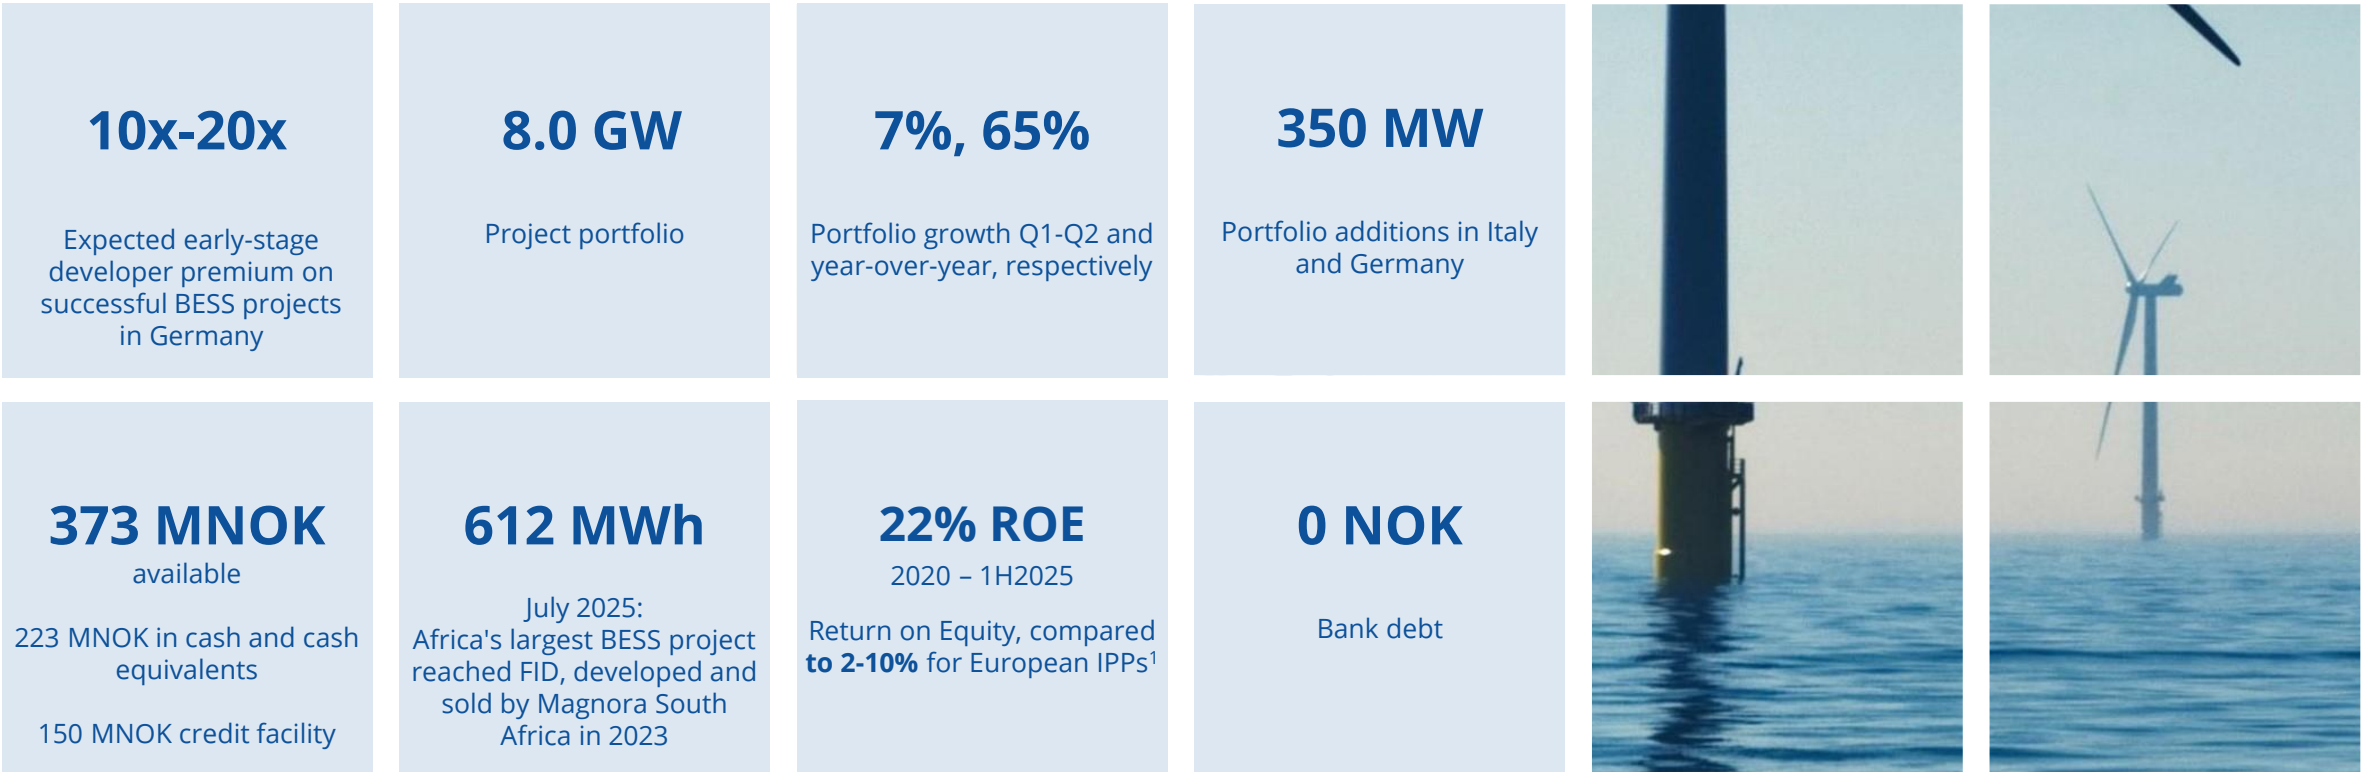 10x-20x
Expected early-stage
developer premium on
successful BESS projects
in Germany
8.0 GW
Project portfolio
7%, 65%
Portfolio growth Q1-Q2 and
year-over-year, respectively
350 MW
Portfolio additions in Italy
and Germany
373 MNOK
available
223 MNOK in cash and cash
equivalents
150 MNOK credit facility
612 MWh
July 2025:
Africa's largest BESS project
reached FID, developed and
sold by Magnora South
Africa in 2023
22% ROE
2020 – 1H2025
Return on Equity, compared
to 2-10% for European IPPs¹
0 NOK
Bank debt